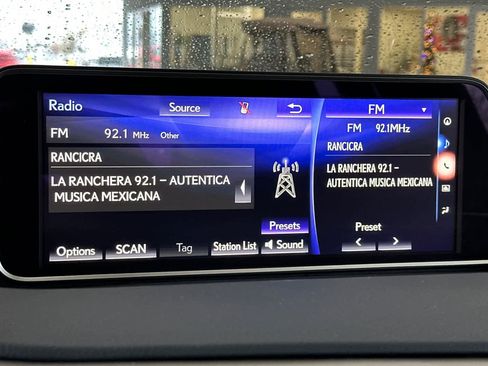 Radio
Source
FM 92.1 MHz Other
RANCICRA
LA RANCHERA 92.1 – AUTENTICA
MUSICA MEXICANA
Options
SCAN
Tag
Station List
Presets
Sound
FM
FM 92.1MHz
RANCICRA
LA RANCHERA 92.1 –
AUTENTICA MUSICA MEXICANA
Preset